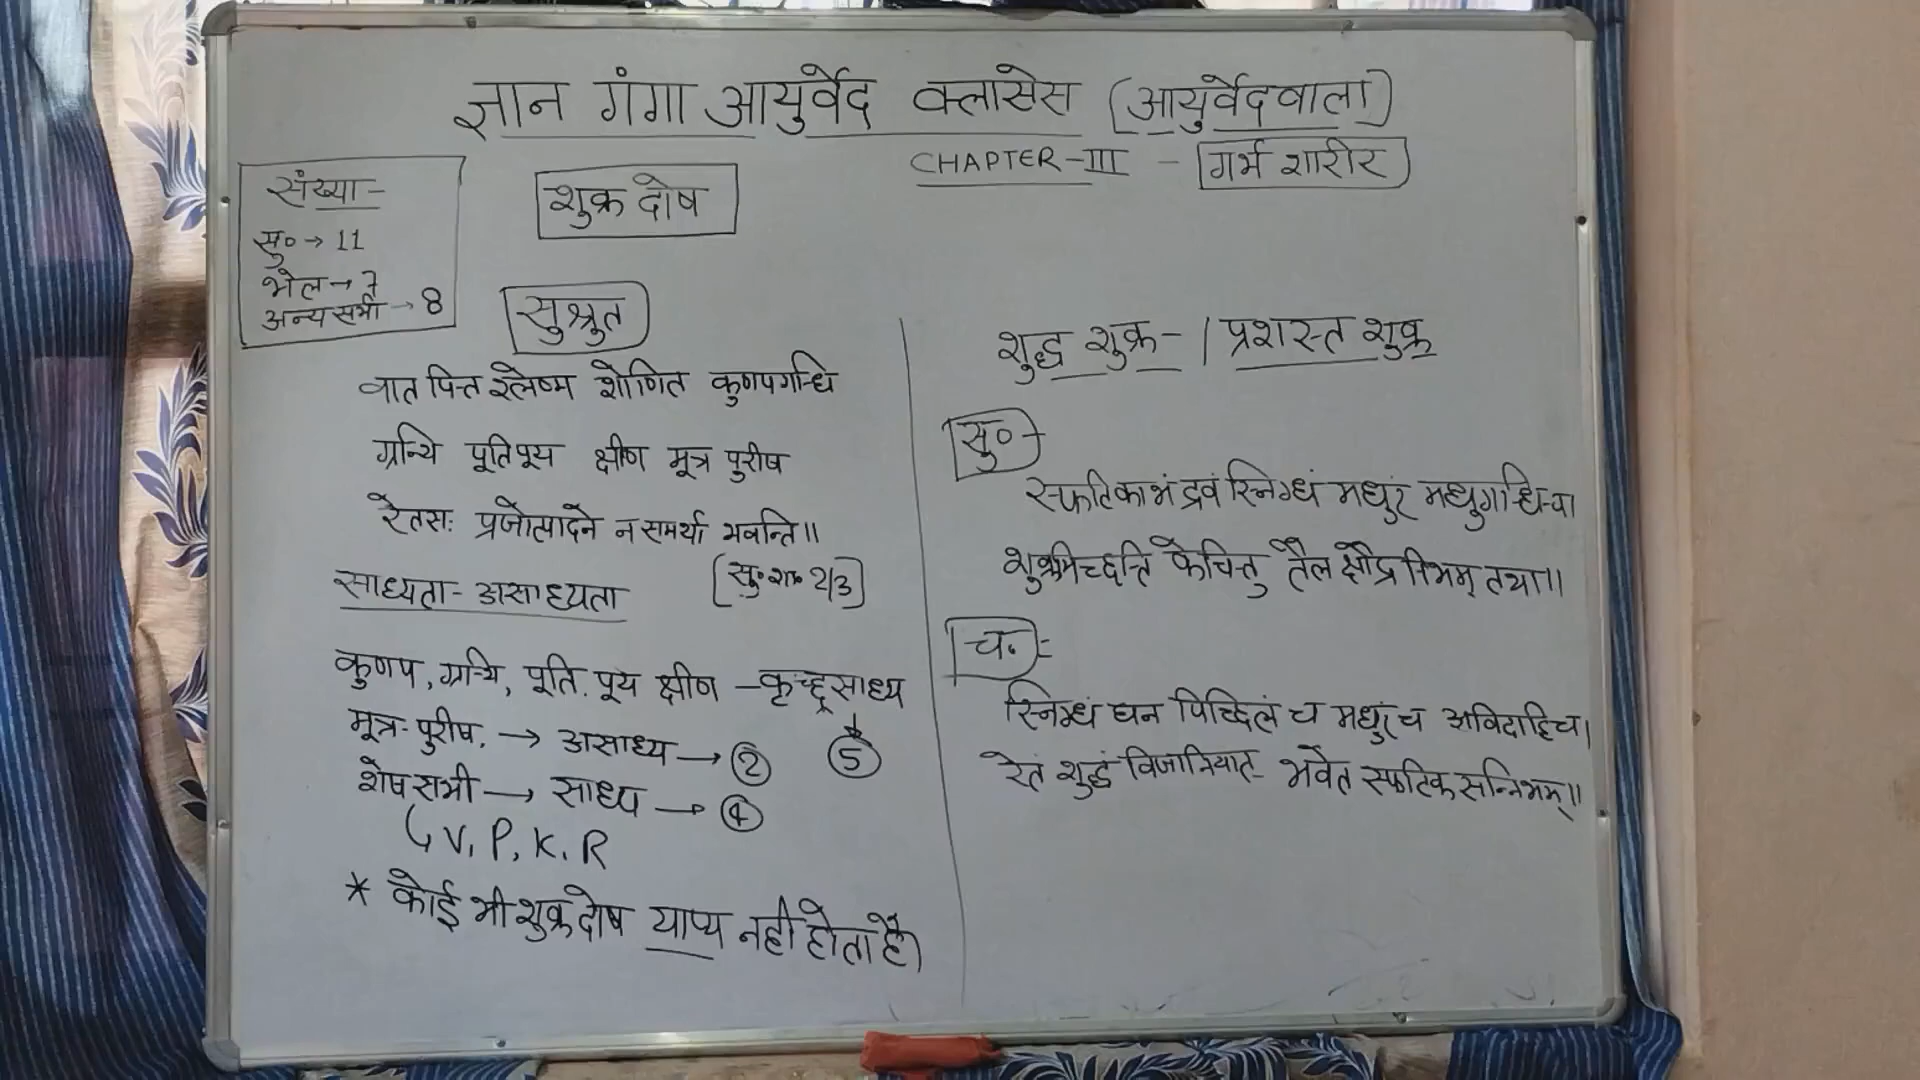 ज्ञान गंगा आयुर्वेद क्लासेस (आयुर्वेदवाला)
CHAPTER-III - गर्भ शारीर
संख्या-
सु० → 11
भेल → 7
अन्य सभी → 8
शुक्र दोष
सुश्रुत
वात पित्त श्लेष्म शोणित कुणपगन्धि
ग्रन्थि पूतिपूय क्षीण मूत्र पुरीष
रेतसः प्रजोत्पादने न समर्था भवन्ति॥
[सु० शा० 2/3]
साध्यता - असाध्यता
कुणप, ग्रन्थि, पूति. पूय क्षीण - कृच्छ्रसाध्य
↓
5
मूत्र - पुरीष. → असाध्य → 2
शेष सभी → साध्य → 4
V, P, K, R
* कोई भी शुक्र दोष याप्य नही होता है
शुद्ध शुक्र - / प्रशस्त शुक्र
सु० -
स्फटिकाभं द्रवं स्निग्धं मधुरं मधुगन्धि च।
शुक्रमिच्छन्ति केचित्तु तैल क्षौद्र निभम् तथा॥
च० :-
स्निग्धं घन पिच्छिलं च मधुरं च अविदाहि च।
रेतं शुद्धं विजानियात् भवेत स्फटिक सन्निभम्॥